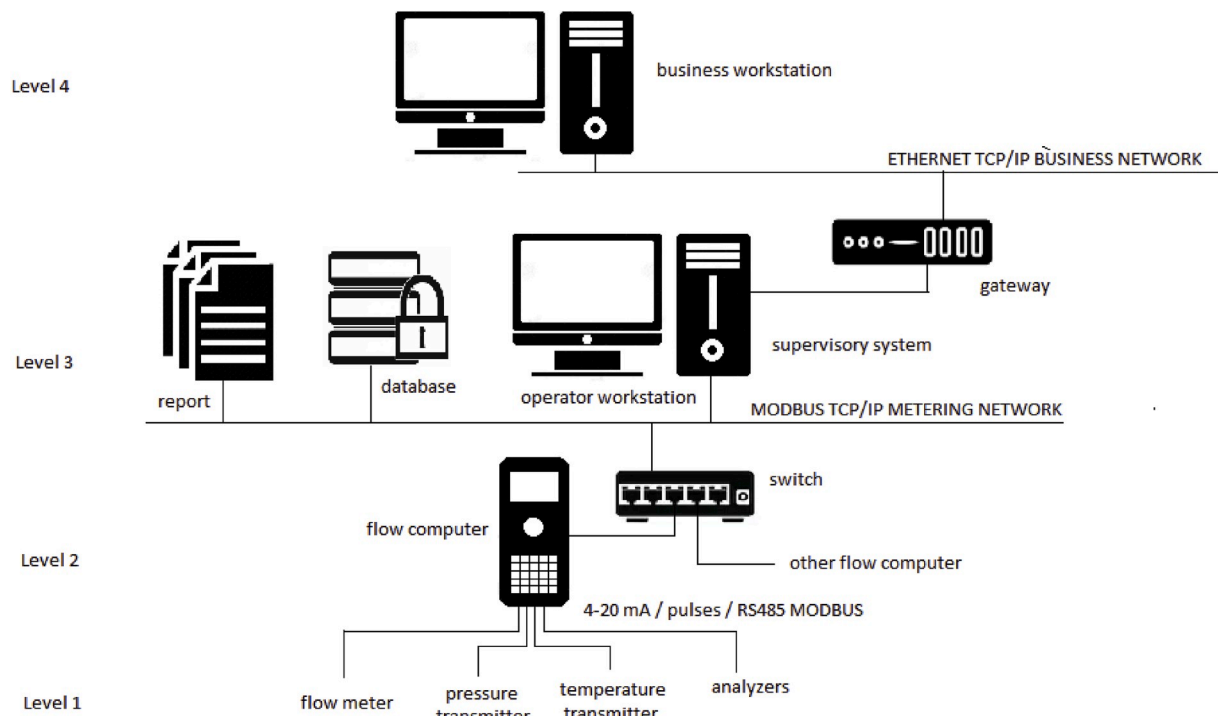 Level 4
business workstation
ETHERNET TCP/IP BUSINESS NETWORK
gateway
Level 3
supervisory system
database
report
operator workstation
MODBUS TCP/IP METERING NETWORK
switch
flow computer
Level 2
other flow computer
4-20 mA / pulses / RS485 MODBUS
Level 1
flow meter
pressure
transmitter
temperature
transmitter
analyzers